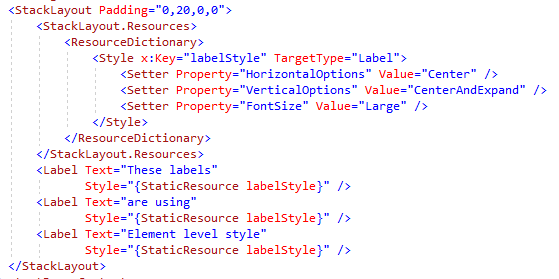 <StackLayout Padding="0,20,0,0">
<StackLayout.Resources>
<ResourceDictionary>
<Style x:Key="labelStyle" TargetType="Label">
<Setter Property="HorizontalOptions" Value="Center" />
<Setter Property="VerticalOptions" Value="CenterAndExpand" />
<Setter Property="FontSize" Value="Large" />
</Style>
</ResourceDictionary>
</StackLayout.Resources>
<Label Text="These labels"
Style="{StaticResource labelStyle}" />
<Label Text="are using"
Style="{StaticResource labelStyle}" />
<Label Text="Element level style"
Style="{StaticResource labelStyle}" />
</StackLayout>